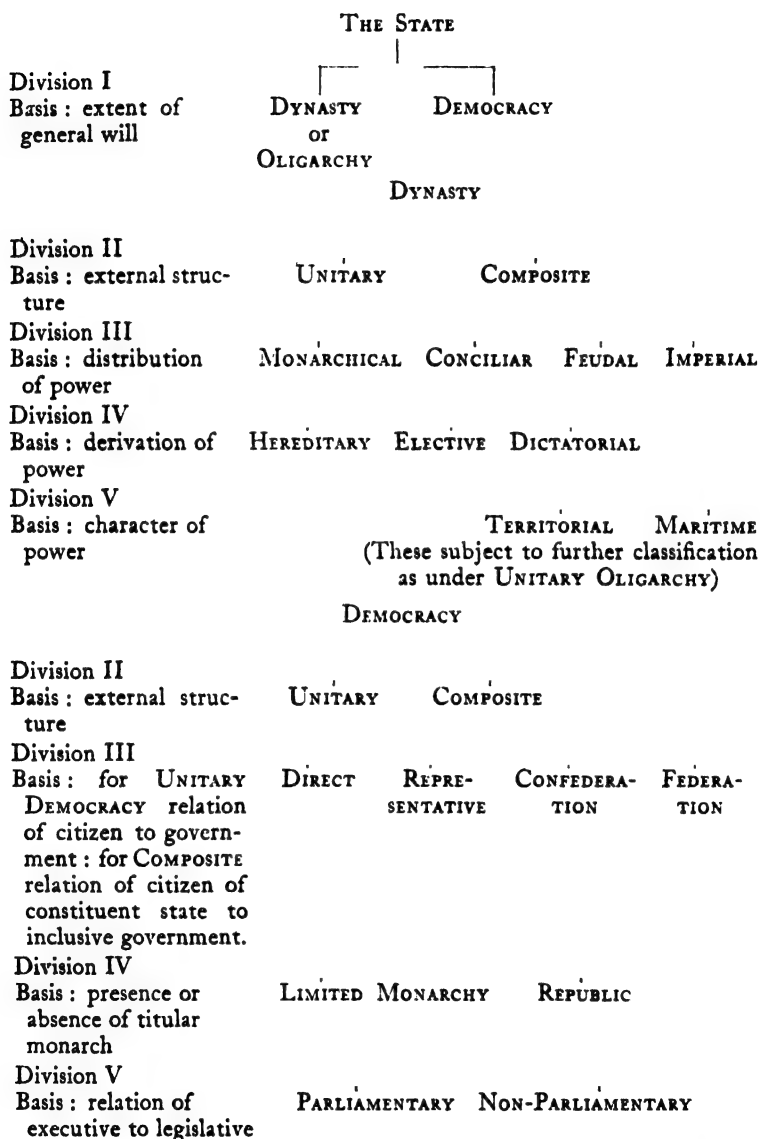 THE STATE
Division I
Basis : extent of general will
DYNASTY or OLIGARCHY
DEMOCRACY
DYNASTY
Division II
Basis : external struc-
ture
UNITARY COMPOSITE
Division III
Basis : distribution
of power
MONARCHICAL CONCILIAR FEUDAL IMPERIAL
Division IV
Basis : derivation of
power
HEREDITARY ELECTIVE DICTATORIAL
Division V
Basis : character of
power
TERRITORIAL MARITIME
(These subject to further classification
as under UNITARY OLIGARCHY)
DEMOCRACY
Division II
Basis : external struc-
ture
UNITARY COMPOSITE
Division III
Basis : for UNITARY
DEMOCRACY relation
of citizen to govern-
ment : for COMPOSITE
relation of citizen of
constituent state to
inclusive government.
DIRECT
REPRE-
SENTATIVE
CONFEDERA-
TION
FEDERA-
TION
Division IV
Basis : presence or
absence of titular
monarch
LIMITED MONARCHY REPUBLIC
Division V
Basis : relation of
executive to legislative
PARLIAMENTARY NON-PARLIAMENTARY